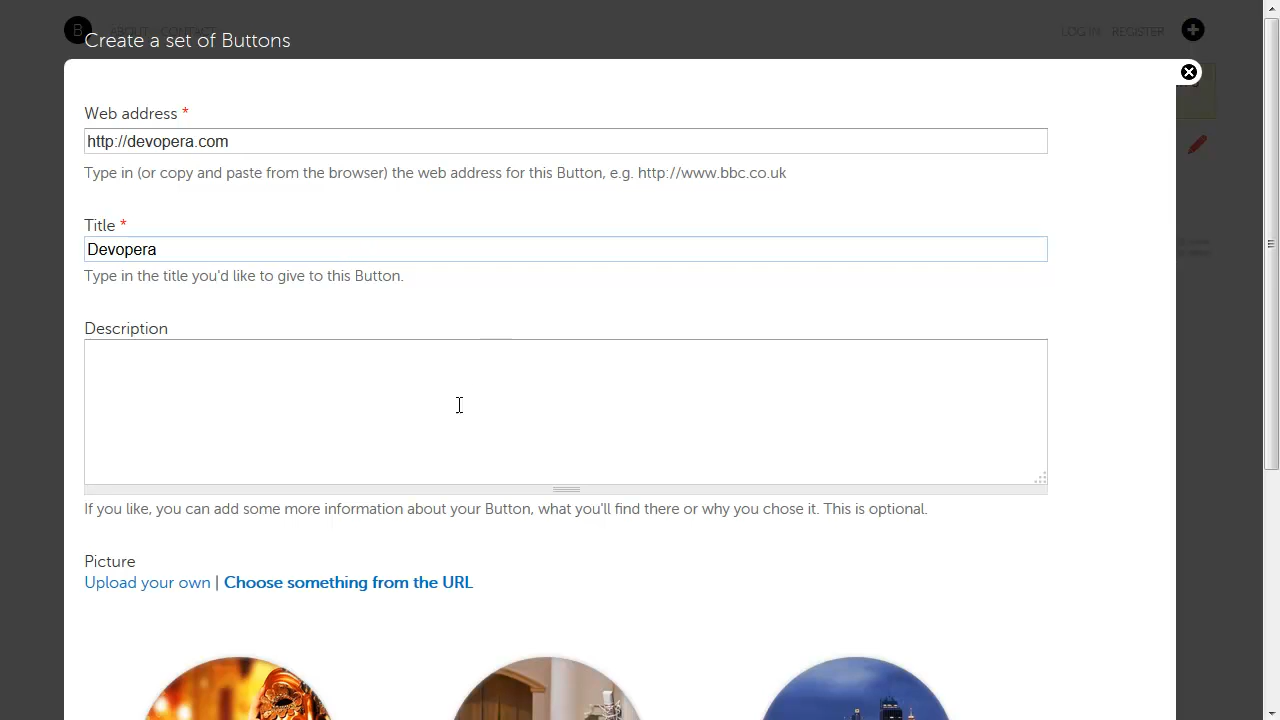 B ABOUT CONTACT LOG IN REGISTER
Create a set of Buttons
Web address *
http://devopera.com
Type in (or copy and paste from the browser) the web address for this Button, e.g. http://www.bbc.co.uk
Title *
Devopera
Type in the title you'd like to give to this Button.
Description
If you like, you can add some more information about your Button, what you'll find there or why you chose it. This is optional.
Picture
Upload your own | Choose something from the URL